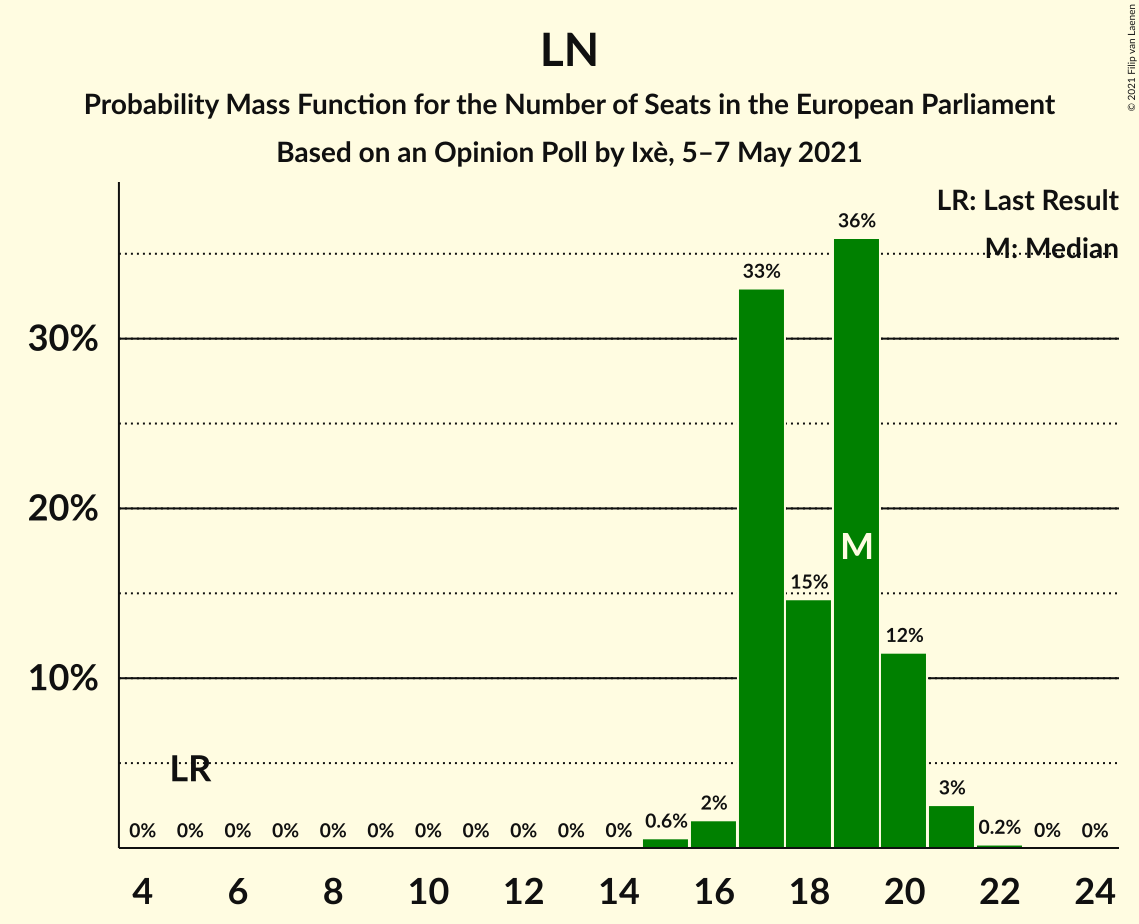 LN
Probability Mass Function for the Number of Seats in the European Parliament
Based on an Opinion Poll by Ixè, 5–7 May 2021
© 2021 Filip van Laenen
LR: Last Result
M: Median
36%
33%
30%
20%
M
15%
12%
10%
LR
3%
2%
0.6%
0.2%
0% 0% 0% 0% 0% 0% 0% 0% 0% 0% 0% 0% 0%
4 6 8 10 12 14 16 18 20 22 24